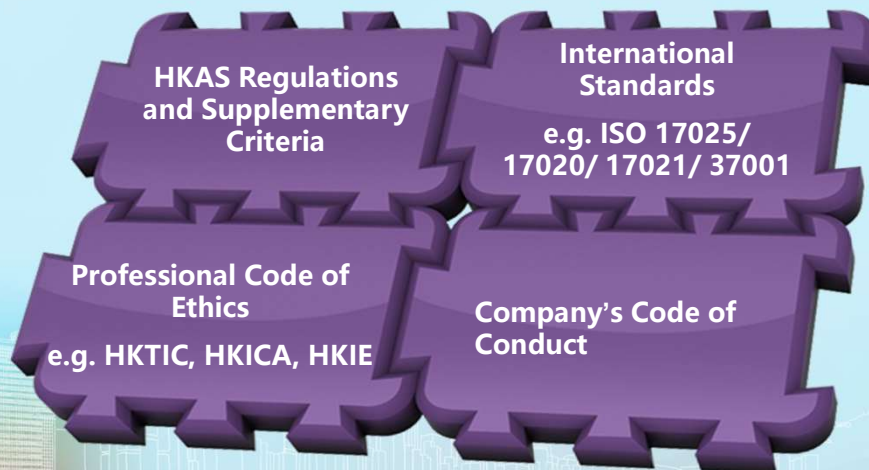 HKAS Regulations
and Supplementary
Criteria
International
Standards
e.g. ISO 17025/
17020/ 17021/ 37001
Professional Code of
Ethics
e.g. HKTIC, HKICA, HKIE
Company’s Code of
Conduct